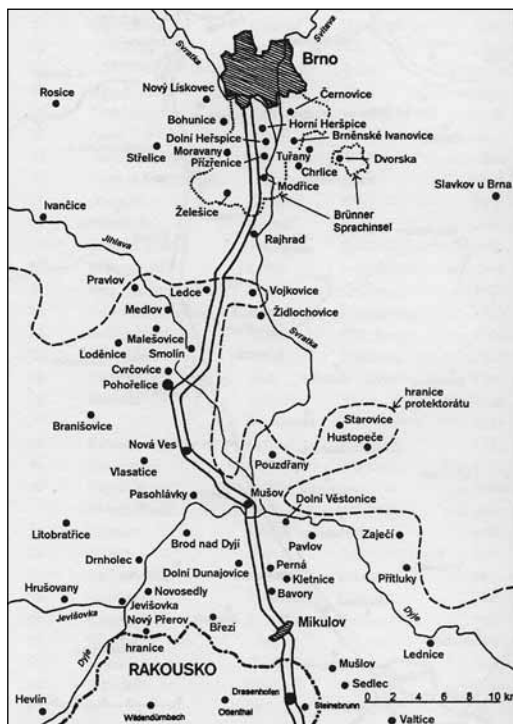 Svratka
Svitava
Brno
Rosice
Nový Lískovec
Černovice
Bohunice
Horní Heršpice
Dolní Heršpice
Brněnské Ivanovice
Moravany
Střelice
Přízřenice
Tuřany
Dvorska
Chrlice
Modřice
Slavkov u Brna
Želešice
Brünner
Sprachinsel
Ivančice
Rajhrad
Jihlava
Pravlov
Ledce
Vojkovice
Medlov
Židlochovice
Malešovice
Svratka
Loděnice
Smolín
Cvrčovice
Pohořelice
hranice
protektorátu
Branišovice
Starovice
Hustopeče
Nová Ves
Pouzdřany
Vlasatice
Pasohlávky
Mušov
Dolní Věstonice
Litobratřice
Brod nad Dyjí
Pavlov
Zaječí
Drnholec
Dolní Dunajovice
Perná
Přítluky
Kletnice
Hrušovany
Novosedly
Bavory
Jevišovka
Jevišovka
Dyje
Nový Přerov
Březí
Mikulov
hranice
Lednice
Dyje
RAKOUSKO
Mušlov
Drasenhofen
Sedlec
Hevlín
Wildendürnbach
Ottenthal
Steinebrunn
0 2 4 6 8 10 km
Valtice